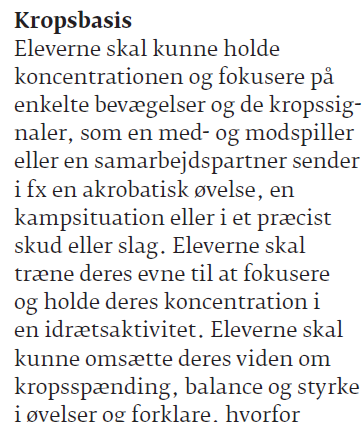 Kropsbasis
Eleverne skal kunne holde
koncentrationen og fokusere på
enkelte bevægelser og de kropssig-
naler, som en med- og modspiller
eller en samarbejdspartner sender
i fx en akrobatisk øvelse, en
kampsituation eller i et præcist
skud eller slag. Eleverne skal
træne deres evne til at fokusere
og holde deres koncentration i
en idrætsaktivitet. Eleverne skal
kunne omsætte deres viden om
kropsspænding, balance og styrke
i øvelser og forklare, hvorfor